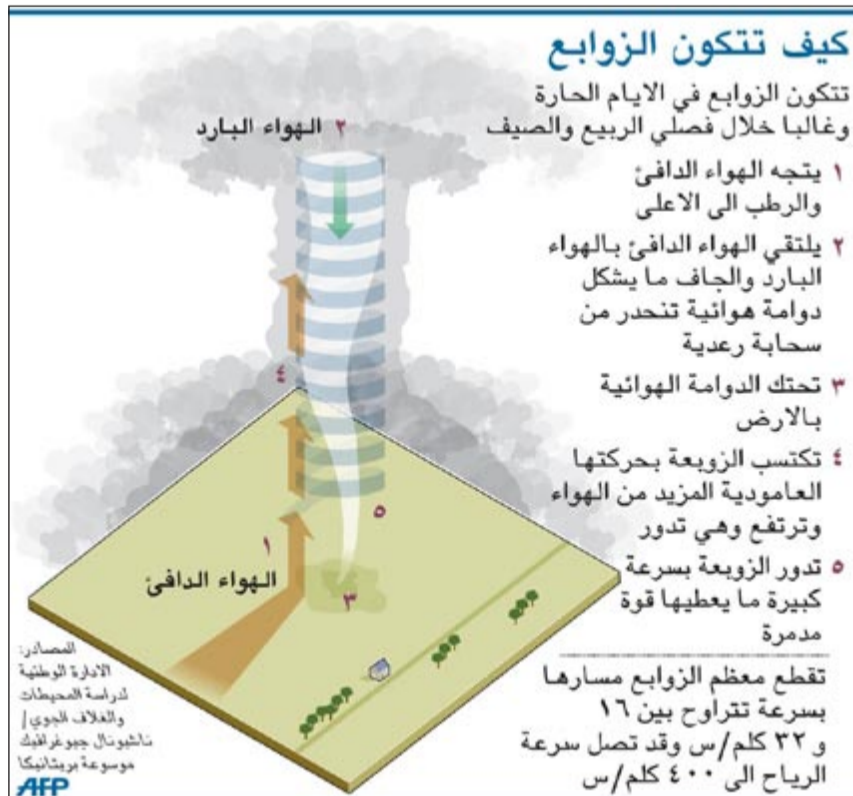 كيف تتكون الزوابع
تتكون الزوابع في الايام الحارة
وغالبا خلال فصلي الربيع والصيف
١ يتجه الهواء الدافئ
والرطب الى الاعلى
٢ يلتقي الهواء الدافئ بالهواء
البارد والجاف ما يشكل
دوامة هوائية تنحدر من
سحابة رعدية
٣ تحتك الدوامة الهوائية
بالارض
٤ تكتسب الزوبعة بحركتها
العامودية المزيد من الهواء
وترتفع وهي تدور
٥ تدور الزوبعة بسرعة
كبيرة ما يعطيها قوة
مدمرة
تقطع معظم الزوابع مسارها
بسرعة تتراوح بين ١٦
و ٣٢ كلم/س وقد تصل سرعة
الرياح الى ٤٠٠ كلم/س
٢ الهواء البارد
٤
٥
١
الهواء الدافئ
٣
المصادر:
الادارة الوطنية
لدراسة المحيطات
والغلاف الجوي/
ناشيونال جيوغرافيك
موسوعة بريتانيكا
AFP